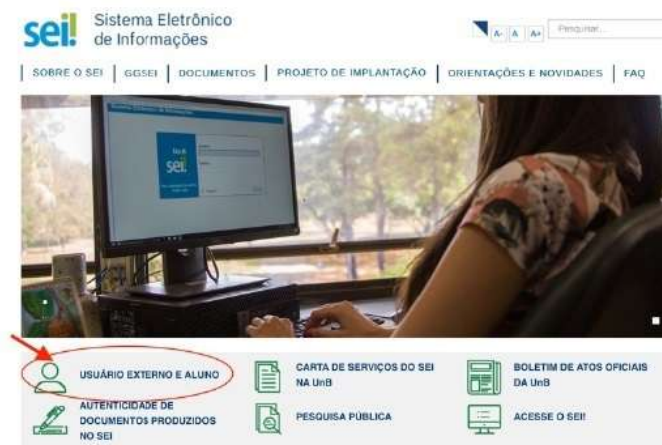 sei!
Sistema Eletrônico
de Informações
A- A A+ Pesquisar...
SOBRE O SEI | GGSEI | DOCUMENTOS | PROJETO DE IMPLANTAÇÃO | ORIENTAÇÕES E NOVIDADES | FAQ
sei!
USUÁRIO EXTERNO E ALUNO
CARTA DE SERVIÇOS DO SEI
NA UnB
BOLETIM DE ATOS OFICIAIS
DA UnB
AUTENTICIDADE DE
DOCUMENTOS PRODUZIDOS
NO SEI
PESQUISA PÚBLICA
ACESSE O SEI!